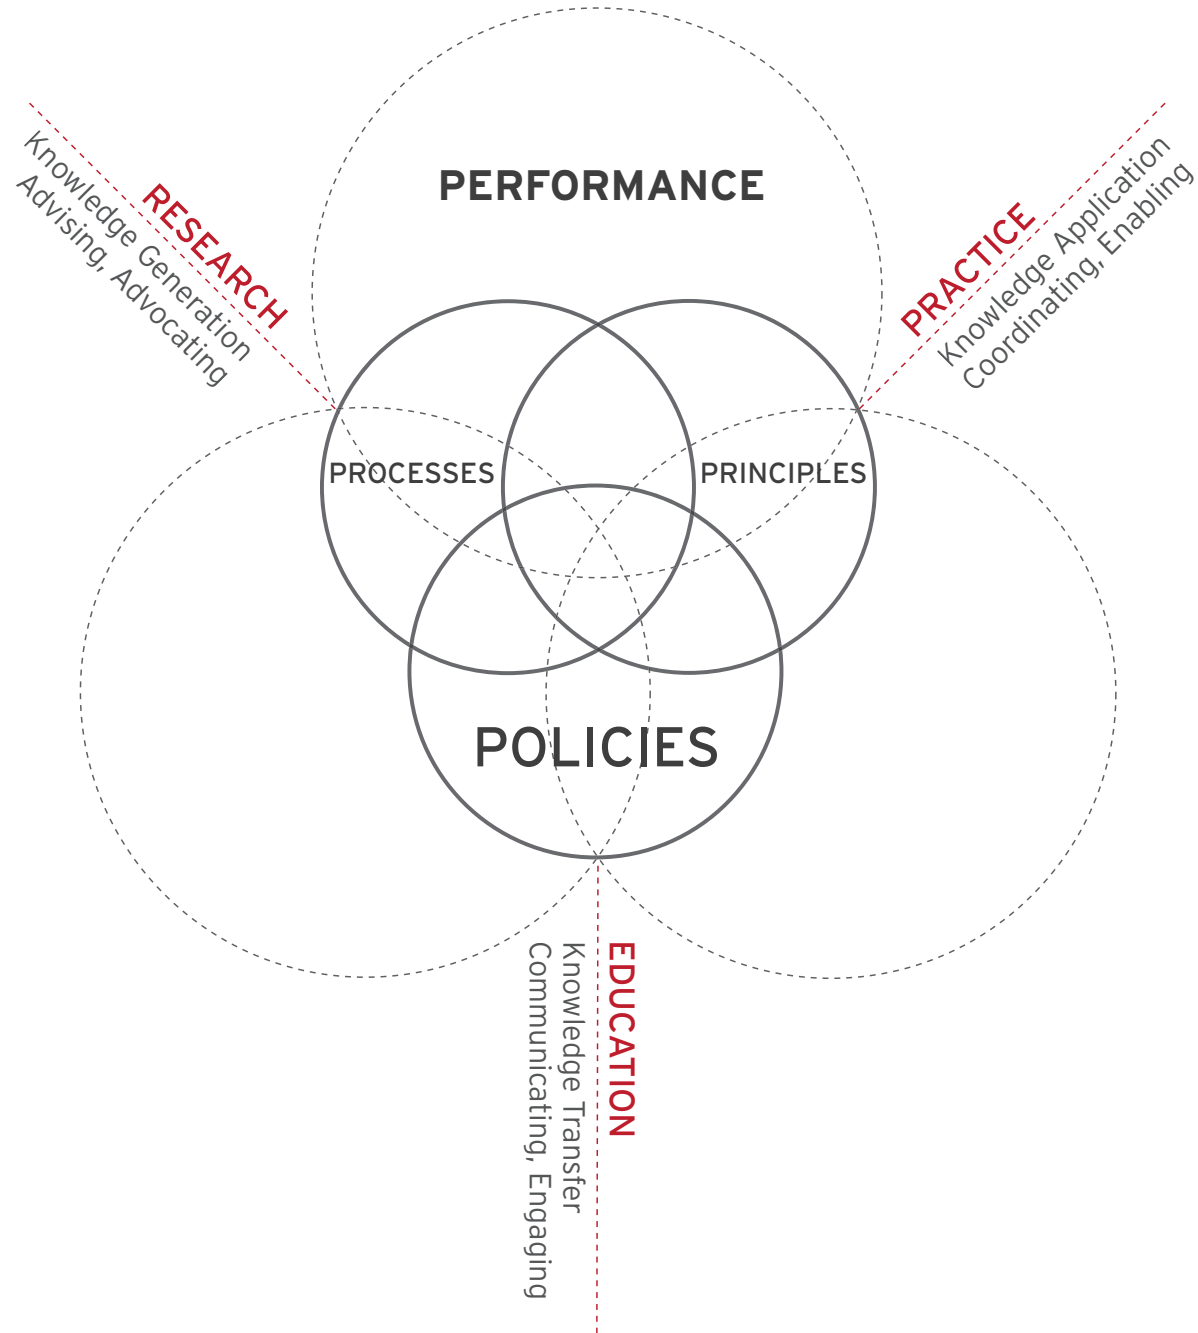 PERFORMANCE
RESEARCH
Knowledge Generation
Advising, Advocating
PRACTICE
Knowledge Application
Coordinating, Enabling
PROCESSES
PRINCIPLES
POLICIES
EDUCATION
Knowledge Transfer
Communicating, Engaging